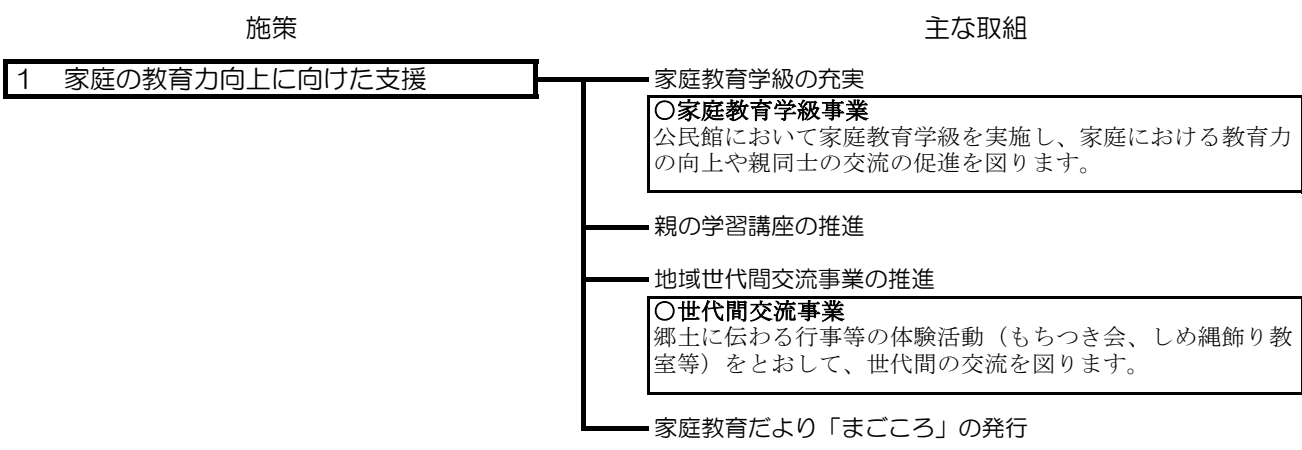 施策
主な取組
1 家庭の教育力向上に向けた支援
家庭教育学級の充実
○家庭教育学級事業
公民館において家庭教育学級を実施し、家庭における教育力
の向上や親同士の交流の促進を図ります。
親の学習講座の推進
地域世代間交流事業の推進
○世代間交流事業
郷土に伝わる行事等の体験活動（もちつき会、しめ縄飾り教
室等）をとおして、世代間の交流を図ります。
家庭教育だより「まごころ」の発行